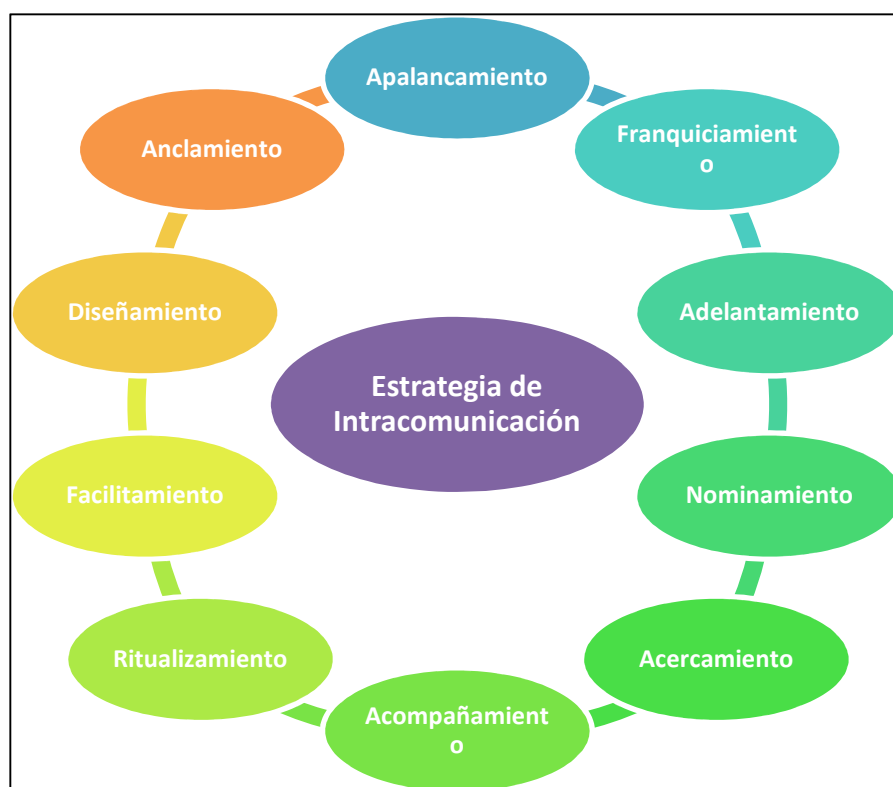 Apalancamiento
Franquiciamient
o
Adelantamiento
Nominamiento
Acercamiento
Acompañamient
o
Ritualizamiento
Facilitamiento
Diseñamiento
Anclamiento
Estrategia de
Intracomunicación